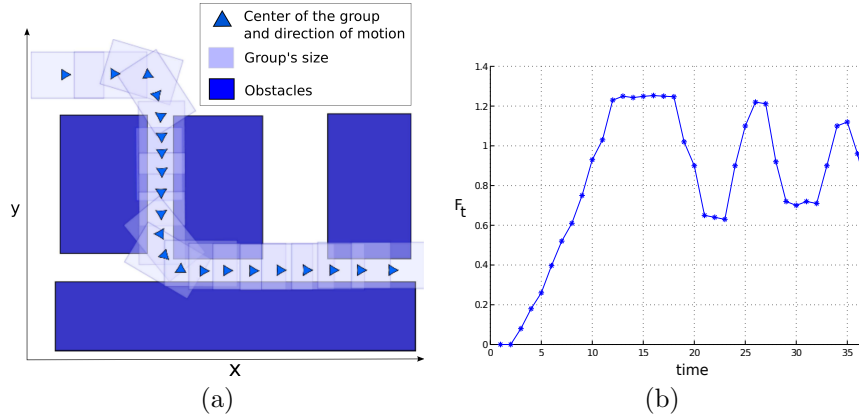 Center of the group
and direction of motion
Group's size
Obstacles
y
x
(a)
1.4
1.2
1
0.8
0.6
0.4
0.2
0
F_t
0 5 10 15 20 25 30 35
time
(b)